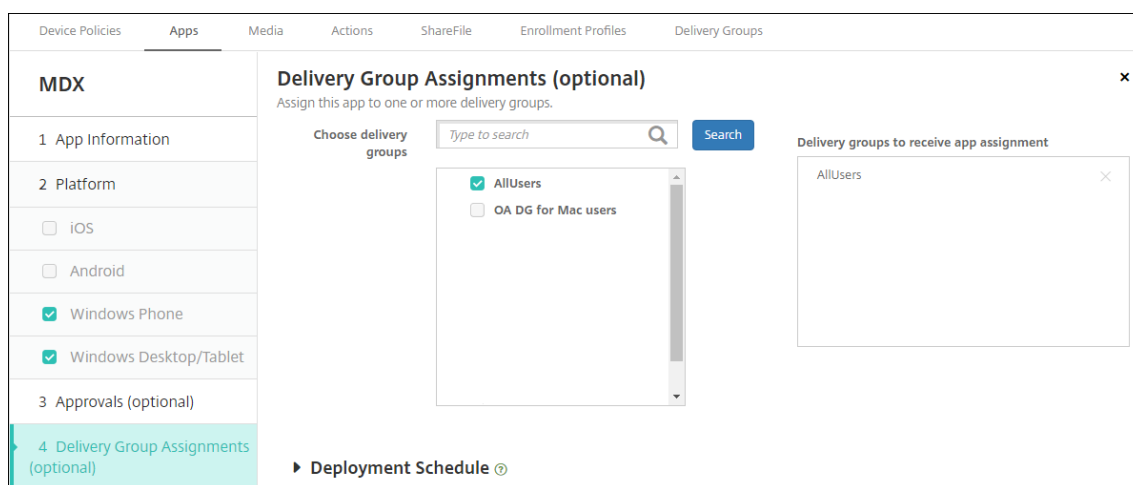 Device Policies Apps Media Actions ShareFile Enrollment Profiles Delivery Groups
MDX
1 App Information
2 Platform
iOS
Android
Windows Phone
Windows Desktop/Tablet
3 Approvals (optional)
4 Delivery Group Assignments
(optional)
Delivery Group Assignments (optional)
Assign this app to one or more delivery groups.
Choose delivery
groups
Type to search
Search
AllUsers
OA DG for Mac users
Delivery groups to receive app assignment
AllUsers
Deployment Schedule